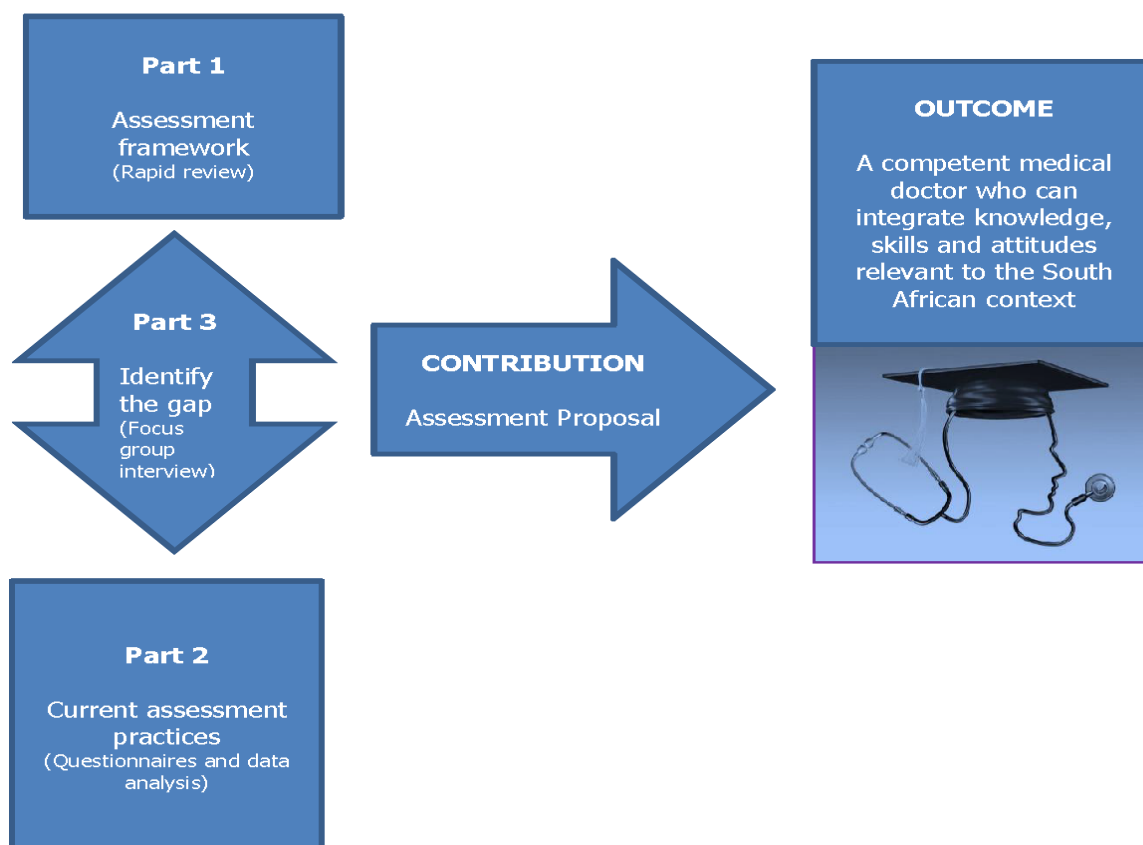 Part 1
Assessment
framework
(Rapid review)
Part 3
Identify
the gap
(Focus
group
interview)
Part 2
Current assessment
practices
(Questionnaires and data
analysis)
CONTRIBUTION
Assessment Proposal
OUTCOME
A competent medical
doctor who can
integrate knowledge,
skills and attitudes
relevant to the South
African context